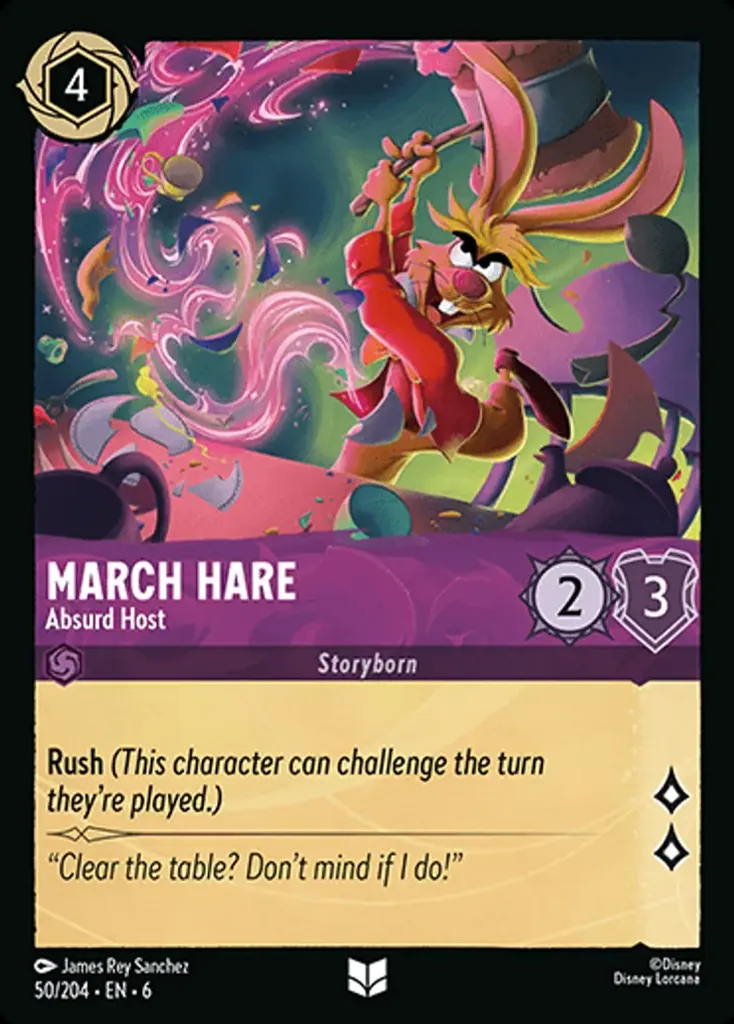 4
MARCH HARE
Absurd Host
2
3
Storyborn
Rush (This character can challenge the turn
they're played.)
“Clear the table? Don't mind if I do!”
James Rey Sanchez
50/204 • EN • 6
©Disney
Disney Lorcana